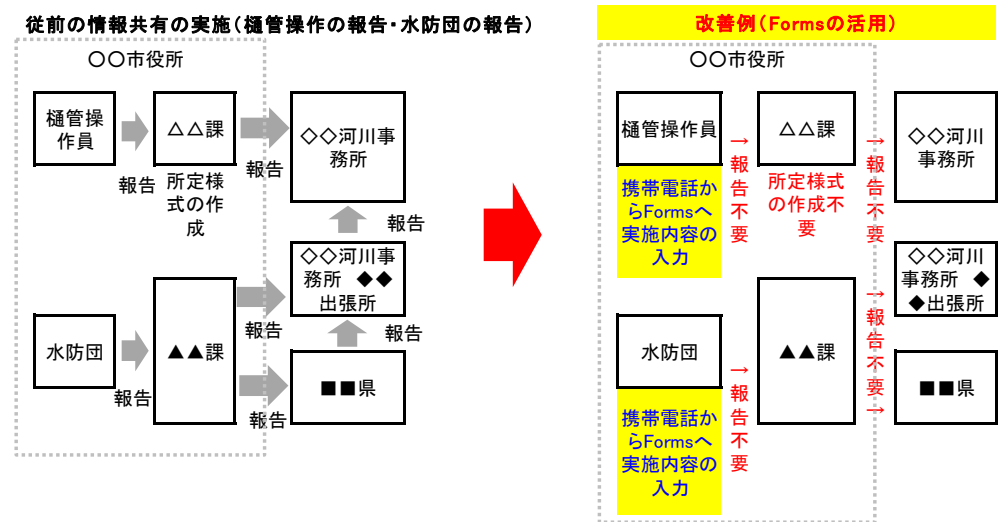 従前の情報共有の実施（樋管操作の報告・水防団の報告）
〇〇市役所
樋管操
作員
報告
△△課
所定様
式の作
成
報告
◇◇河川事
務所
報告
◇◇河川事
務所　◆◆
出張所
報告
水防団
報告
▲▲課
報告
報告
■■県
改善例（Formsの活用）
〇〇市役所
樋管操作員
携帯電話か
らFormsへ
実施内容の
入力
→報告不要
△△課
所定様式
の作成不
要
→報告不要
◇◇河川
事務所
◇◇河川
事務所　◆
◆出張所
水防団
携帯電話か
らFormsへ
実施内容の
入力
→報告不要
▲▲課
→報告不要→
■■県